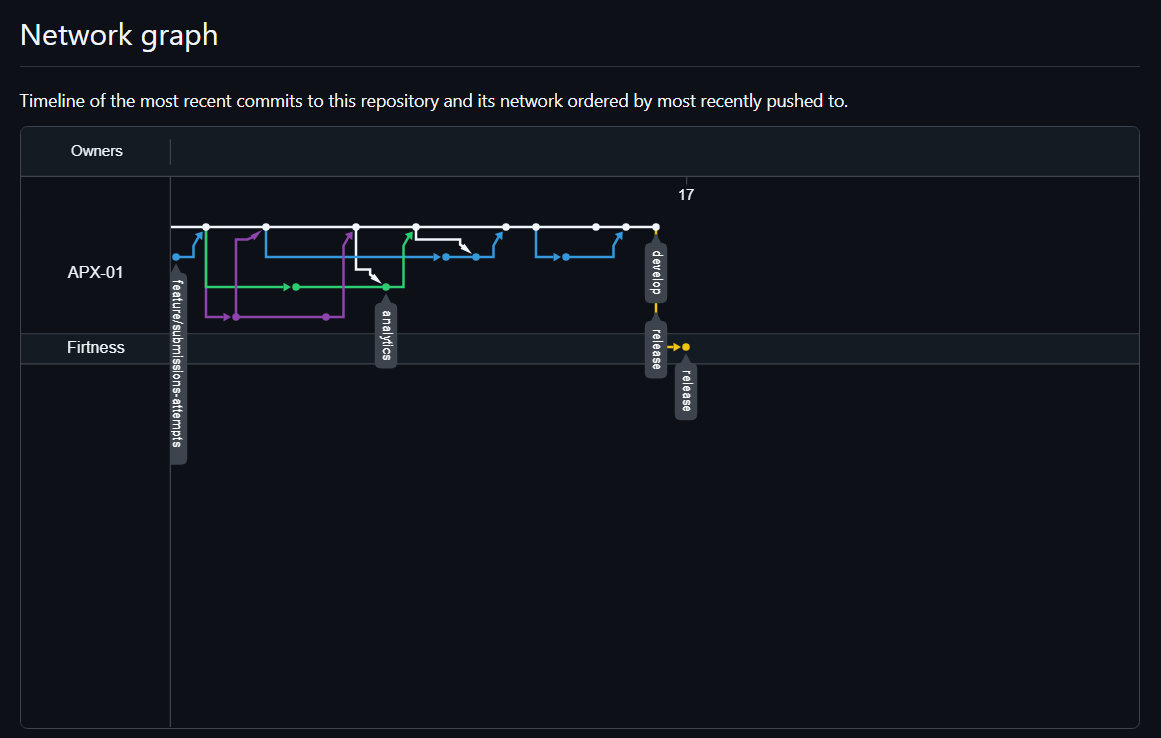 Network graph
Timeline of the most recent commits to this repository and its network ordered by most recently pushed to.
Owners
17
APX-01
develop
feature/submissions-attempts
analytics
release
Firtness
release